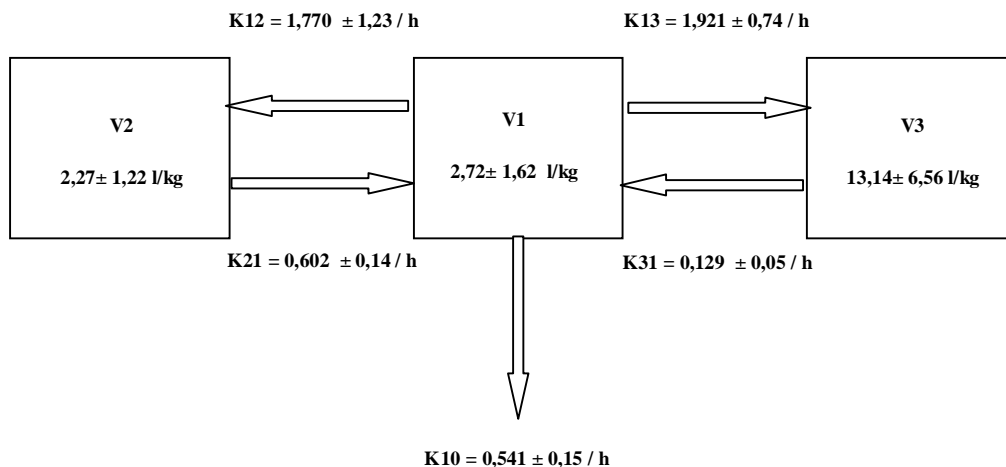 K12 = 1,770 ± 1,23 / h
K13 = 1,921 ± 0,74 / h
V2
2,27± 1,22 l/kg
V1
2,72± 1,62 l/kg
V3
13,14± 6,56 l/kg
K21 = 0,602 ± 0,14 / h
K31 = 0,129 ± 0,05 / h
K10 = 0,541 ± 0,15 / h